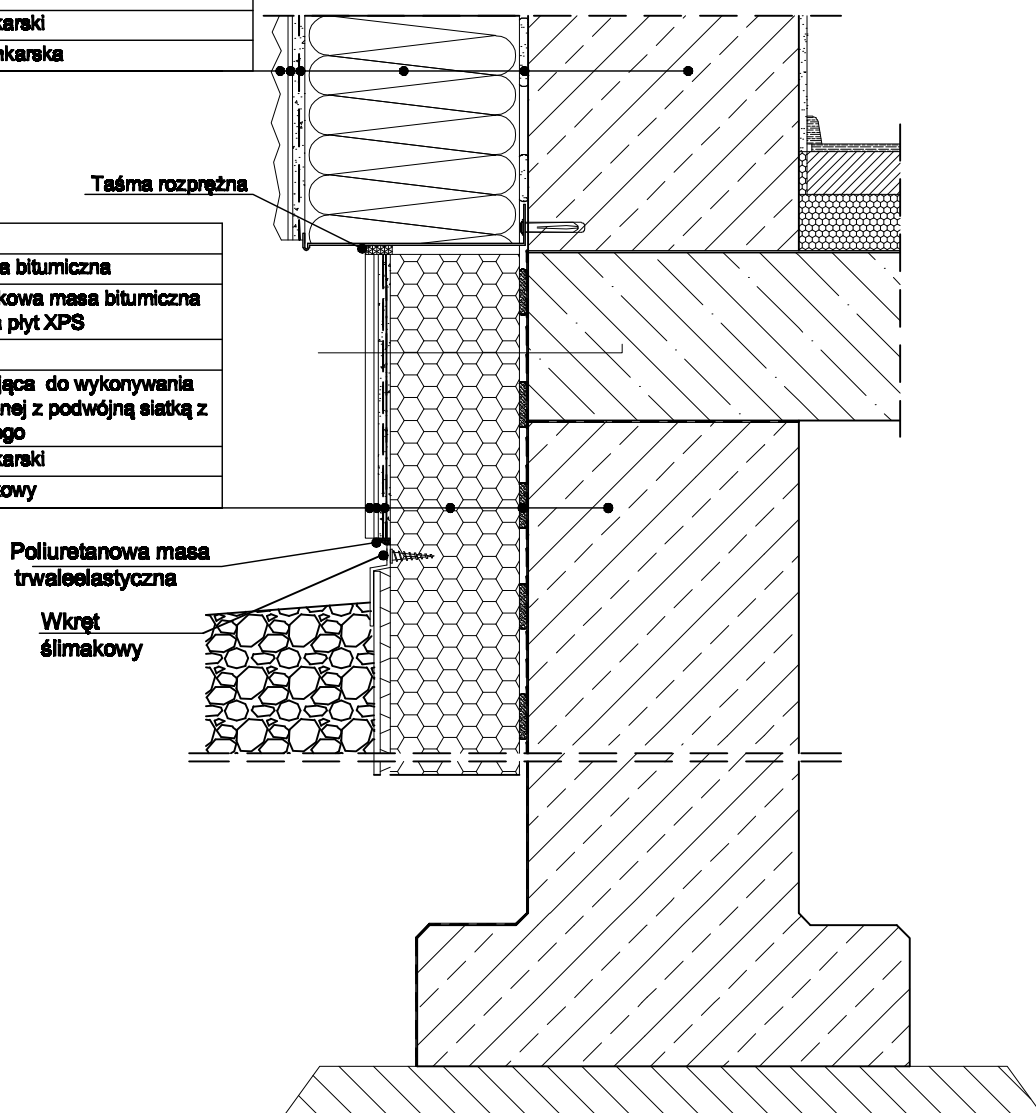 karski
nkarska
Taśma rozprężna
a bitumiczna
kowa masa bitumiczna
a płyt XPS
jąca do wykonywania
nej z podwójną siatką z
ogo
karski
kowy
Poliuretanowa masa
trwaleelastyczna
Wkręt
ślimakowy